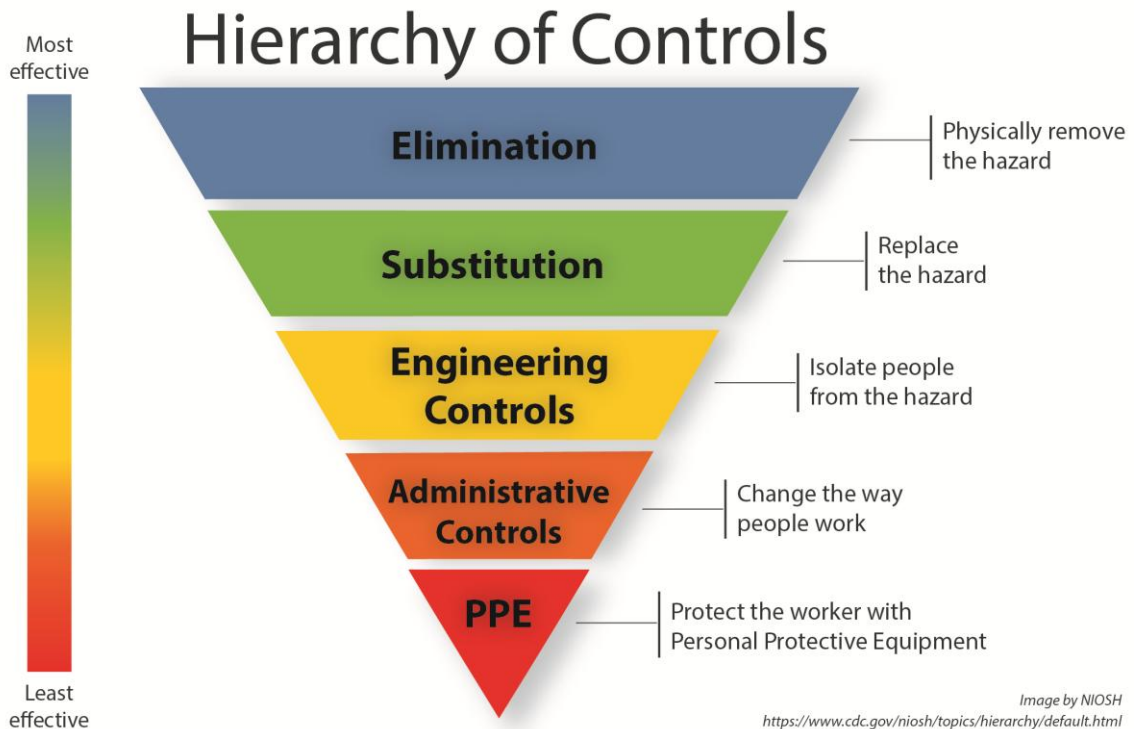 Hierarchy of Controls
Most
effective
Elimination
Physically remove
the hazard
Substitution
Replace
the hazard
Engineering
Controls
Isolate people
from the hazard
Administrative
Controls
Change the way
people work
PPE
Protect the worker with
Personal Protective Equipment
Least
effective
Image by NIOSH
https://www.cdc.gov/niosh/topics/hierarchy/default.html